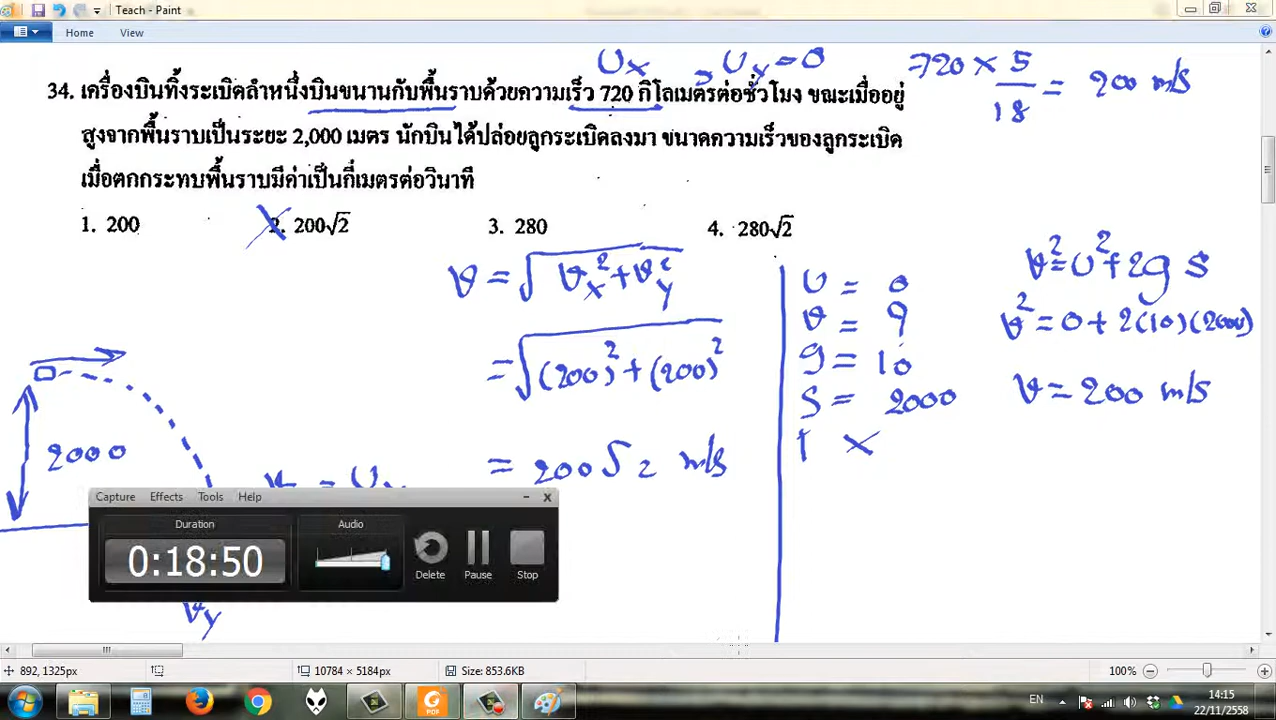 Teach - Paint
Home View
Uₓ , U_y = 0
720 × 5/18 = 200 m/s
34. เครื่องบินทิ้งระเบิดลำหนึ่งบินขนานกับพื้นราบด้วยความเร็ว 720 กิโลเมตรต่อชั่วโมง ขณะเมื่ออยู่
สูงจากพื้นราบเป็นระยะ 2,000 เมตร นักบินได้ปล่อยลูกระเบิดลงมา ขนาดความเร็วของลูกระเบิด
เมื่อตกกระทบพื้นราบมีค่าเป็นกี่เมตรต่อวินาที
1. 200 2. 200√2 3. 280 4. 280√2
v = √(vₓ² + v_y²)
= √((200)² + (200)²)
= 200√2 m/s
U = 0
v = ?
g = 10
S = 2000
t ×
v² = U² + 2gS
v² = 0 + 2(10)(2000)
v = 200 m/s
2000
vₓ = Uₓ
v_y
Capture Effects Tools Help
Duration
Audio
0:18:50
Delete Pause Stop
892, 1325px
10784 × 5184px
Size: 853.6KB
100%
PDF
EN
14:15
22/11/2558